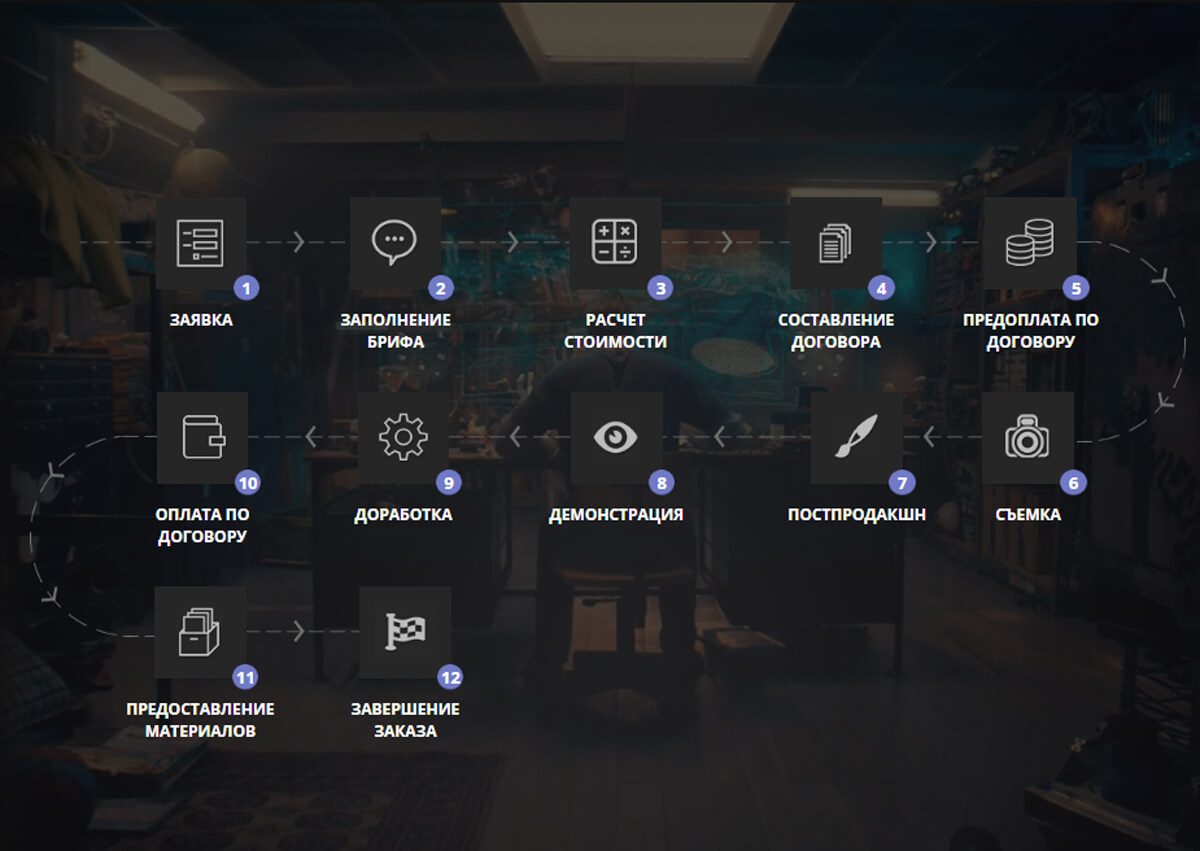 1
ЗАЯВКА
2
ЗАПОЛНЕНИЕ
БРИФА
3
РАСЧЕТ
СТОИМОСТИ
4
СОСТАВЛЕНИЕ
ДОГОВОРА
5
ПРЕДОПЛАТА ПО
ДОГОВОРУ
6
СЪЕМКА
7
ПОСТПРОДАКШН
8
ДЕМОНСТРАЦИЯ
9
ДОРАБОТКА
10
ОПЛАТА ПО
ДОГОВОРУ
11
ПРЕДОСТАВЛЕНИЕ
МАТЕРИАЛОВ
12
ЗАВЕРШЕНИЕ
ЗАКАЗА